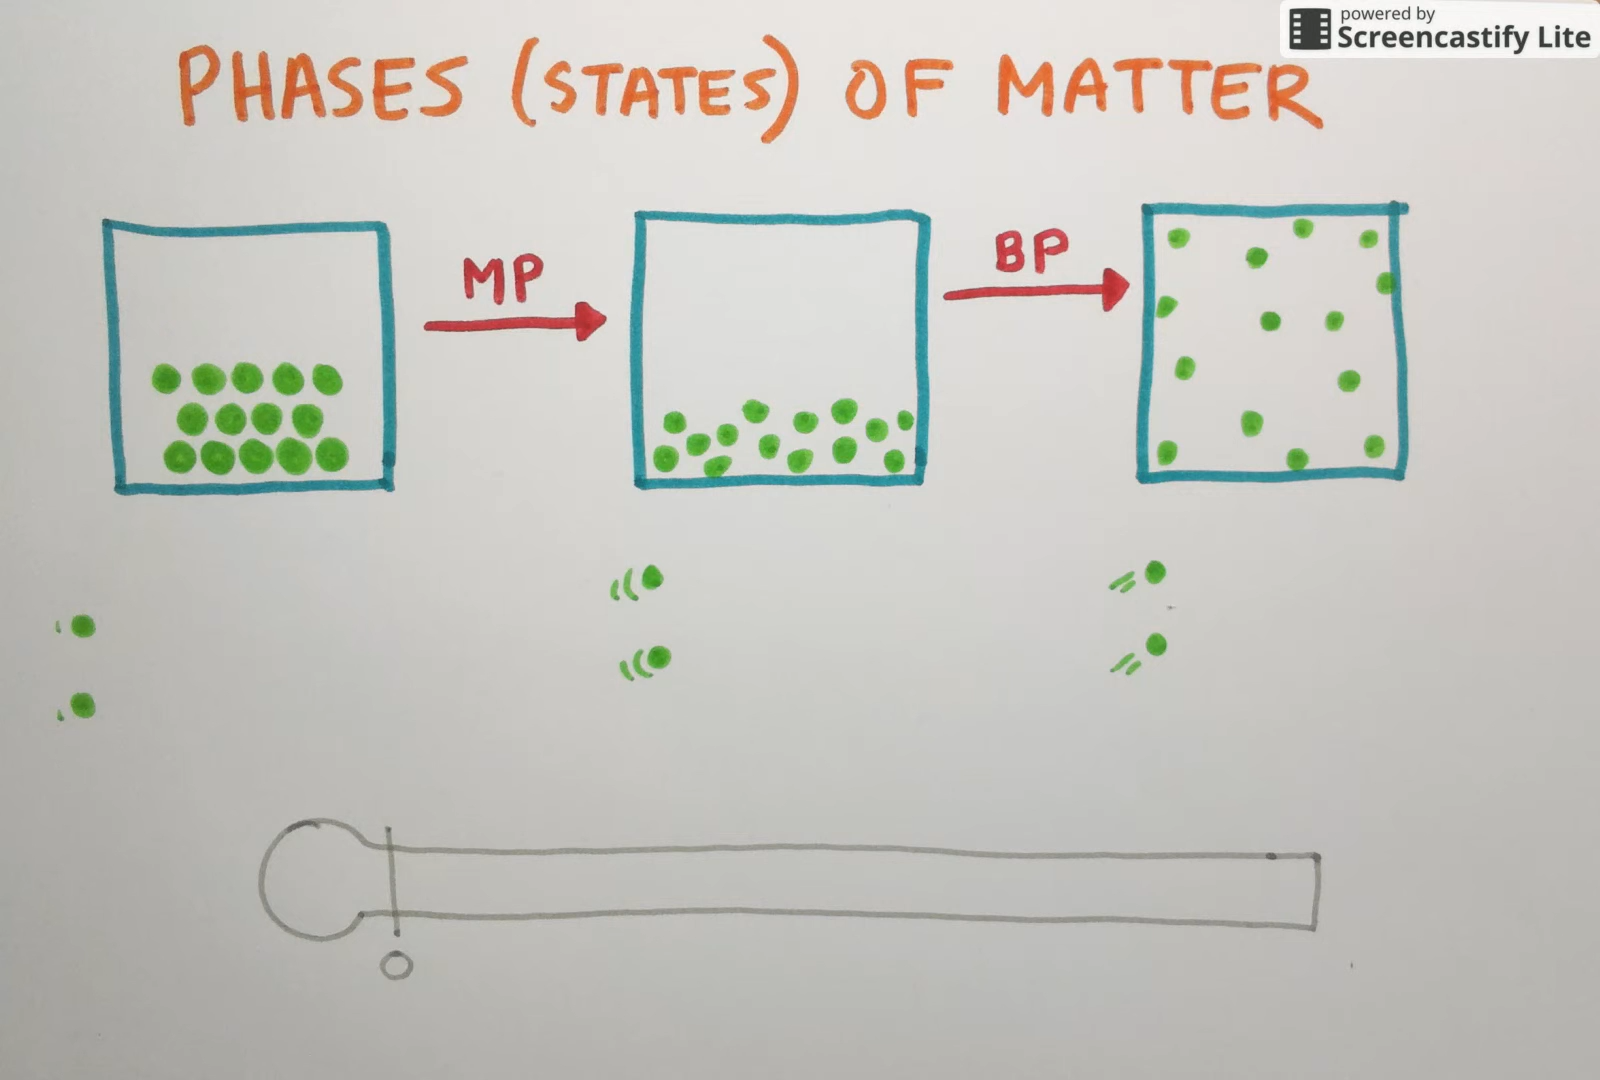 powered by
Screencastify Lite
PHASES (STATES) OF MATTER
MP
BP
0